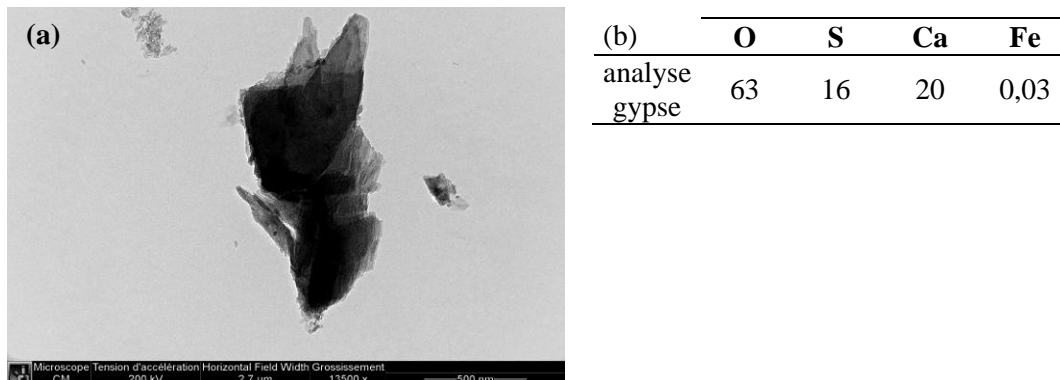 (a)
Microscope Tension d'accélération Horizontal Field Width Grossissement
CM 200 kV 2.7 µm 13500 x 500 nm
(b) O S Ca Fe
analyse
gypse 63 16 20 0,03